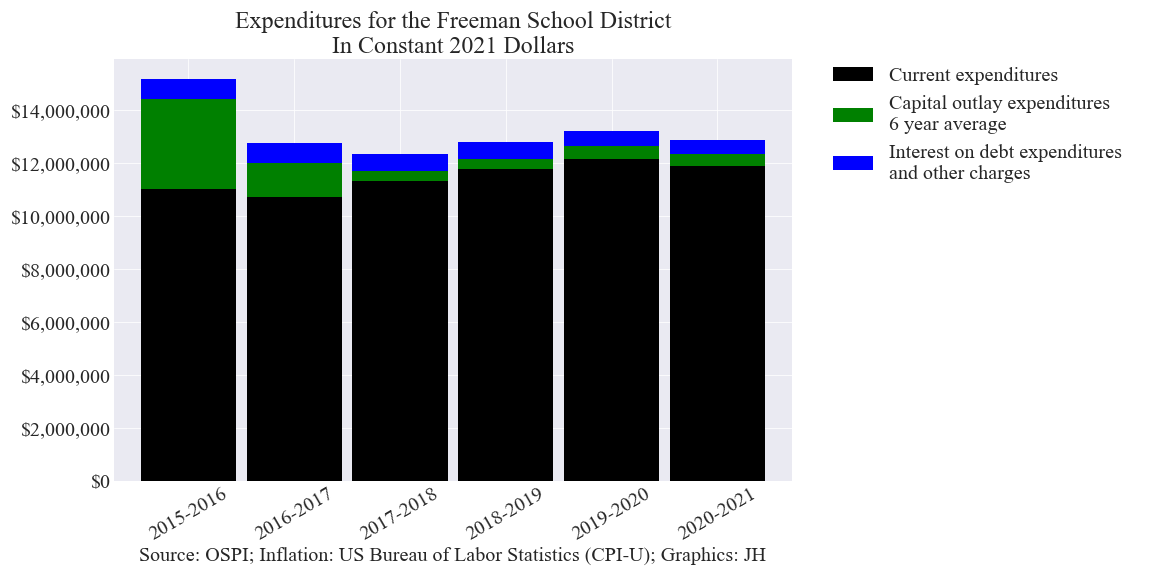 Expenditures for the Freeman School District
In Constant 2021 Dollars
Current expenditures
Capital outlay expenditures
6 year average
Interest on debt expenditures
and other charges
$14,000,000
$12,000,000
$10,000,000
$8,000,000
$6,000,000
$4,000,000
$2,000,000
$0
2015-2016
2016-2017
2017-2018
2018-2019
2019-2020
2020-2021
Source: OSPI; Inflation: US Bureau of Labor Statistics (CPI-U); Graphics: JH